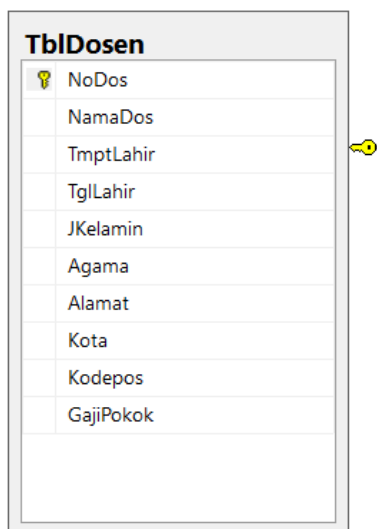 TblDosen
NoDos
NamaDos
TmptLahir
TglLahir
JKelamin
Agama
Alamat
Kota
Kodepos
GajiPokok